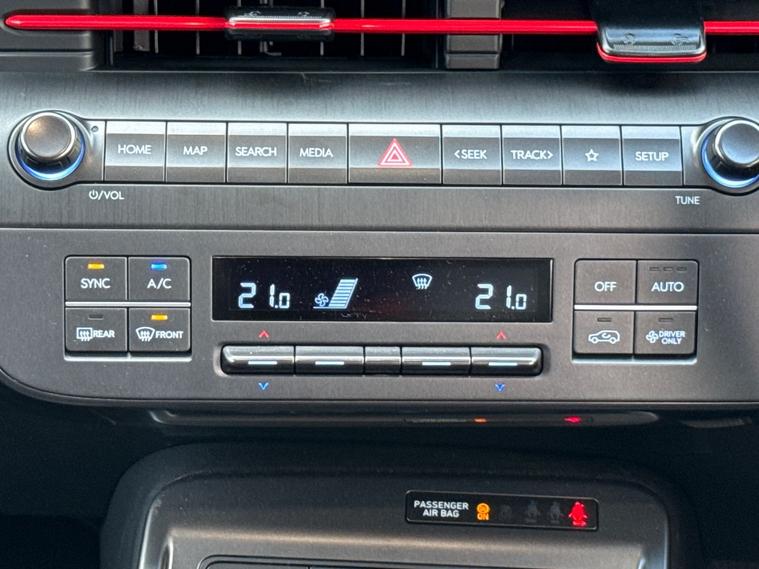 HOME MAP SEARCH MEDIA <SEEK TRACK> SETUP
/VOL TUNE
SYNC A/C 21.0 21.0 OFF AUTO
REAR FRONT DRIVER ONLY
PASSENGER
AIR BAG
ON